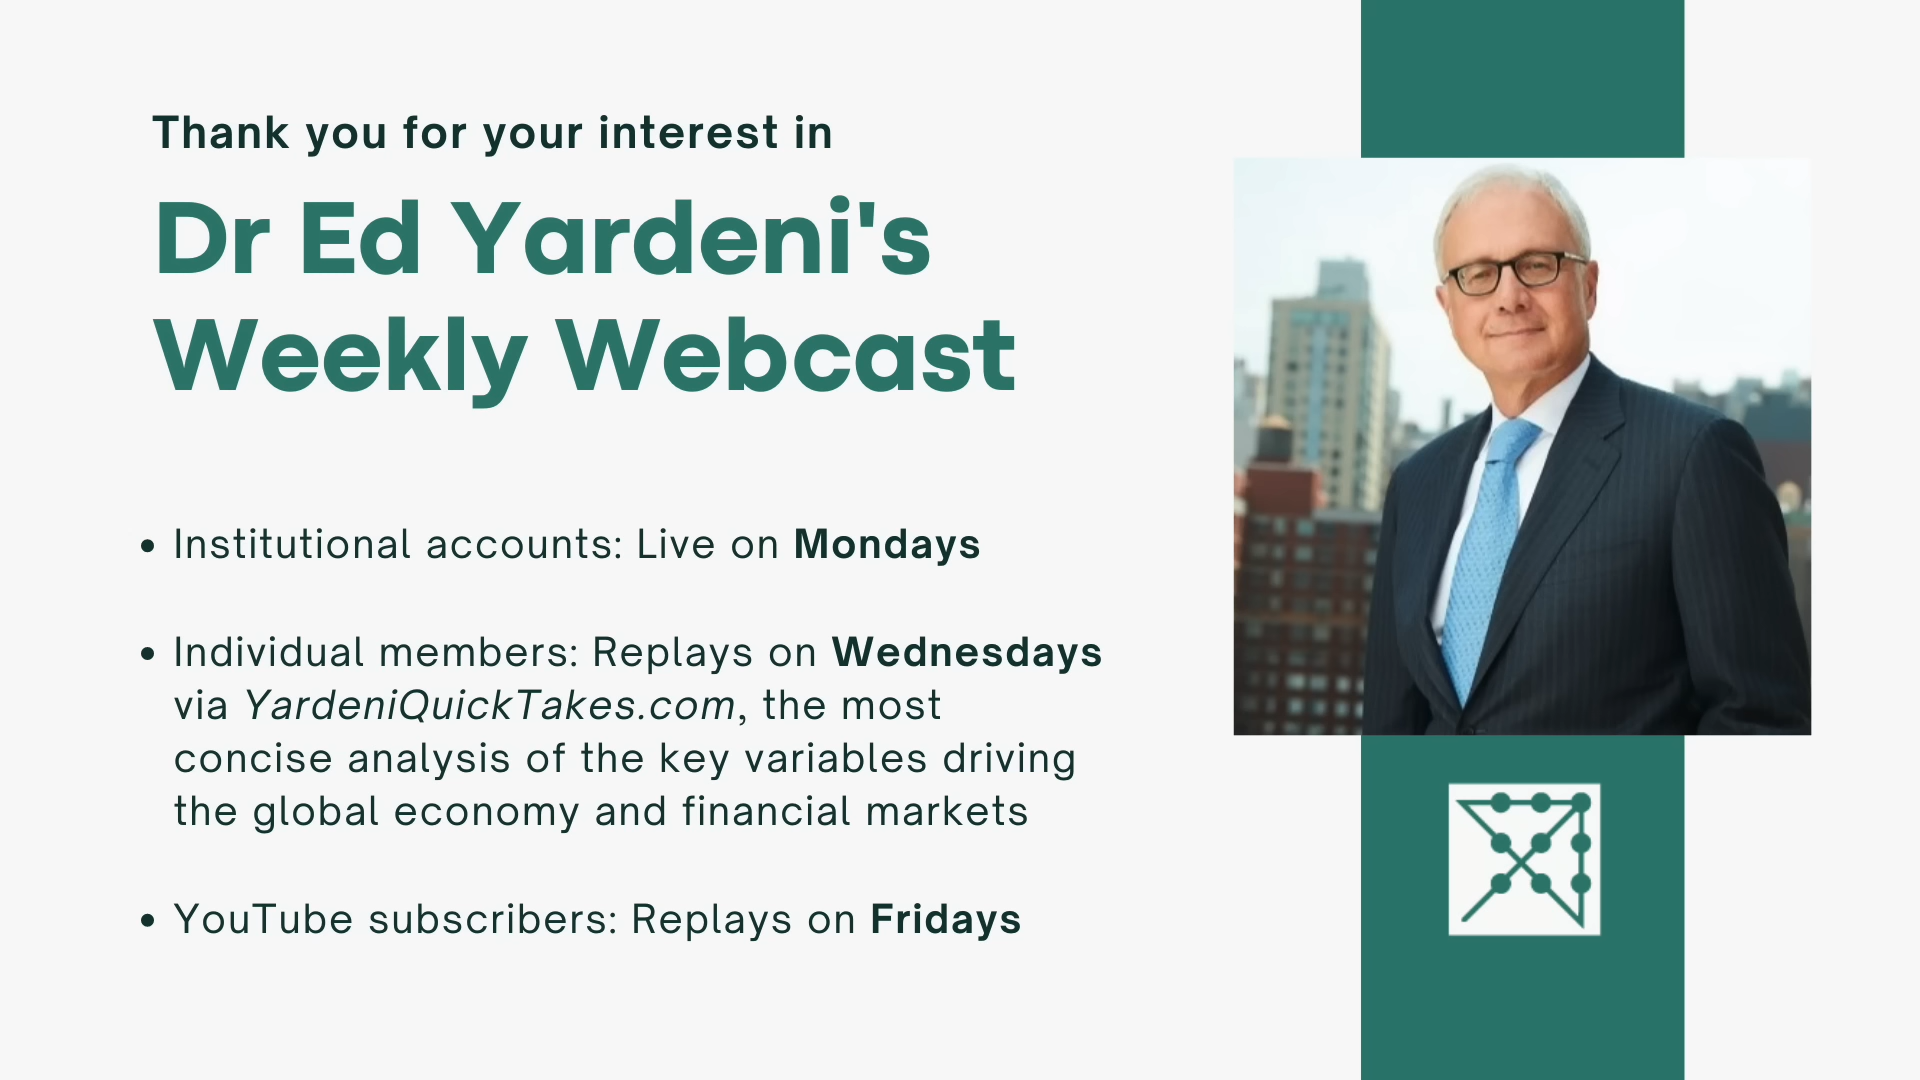 Thank you for your interest in
Dr Ed Yardeni's
Weekly Webcast
• Institutional accounts: Live on Mondays
• Individual members: Replays on Wednesdays
via YardeniQuickTakes.com, the most
concise analysis of the key variables driving
the global economy and financial markets
• YouTube subscribers: Replays on Fridays